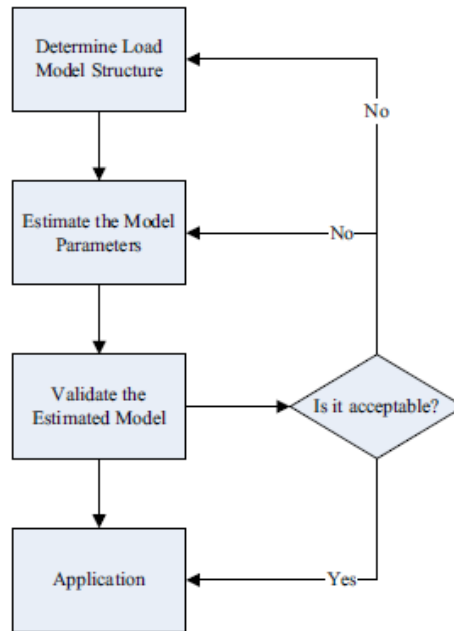 Determine Load
Model Structure
No
Estimate the Model
Parameters
No
Validate the
Estimated Model
Is it acceptable?
Application
Yes